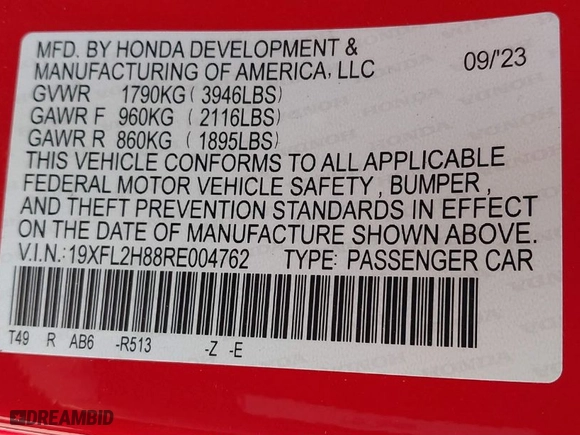 MFD. BY HONDA DEVELOPMENT &
MANUFACTURING OF AMERICA, LLC 09/'23
GVWR 1790KG ( 3946LBS)
GAWR F 960KG ( 2116LBS)
GAWR R 860KG ( 1895LBS)
THIS VEHICLE CONFORMS TO ALL APPLICABLE
FEDERAL MOTOR VEHICLE SAFETY , BUMPER ,
AND THEFT PREVENTION STANDARDS IN EFFECT
ON THE DATE OF MANUFACTURE SHOWN ABOVE.
V.I.N.:19XFL2H88RE004762 TYPE: PASSENGER CAR
T49 R AB6 -R513 -Z -E
DREAMBID